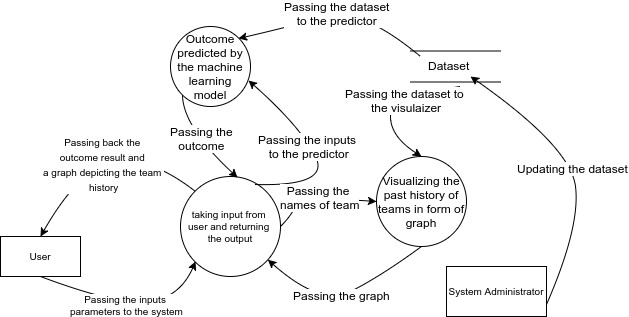 Passing the dataset
to the predictor
Outcome
predicted by
the machine
learning
model
Dataset
Passing the dataset to
the visulaizer
Passing the
outcome
Passing the inputs
to the predictor
Passing back the
outcome result and
a graph depicting the team
history
Updating the dataset
Visualizing the
past history of
teams in form of
graph
Passing the
names of team
taking input from
user and returning
the output
User
System Administrator
Passing the graph
Passing the inputs
parameters to the system